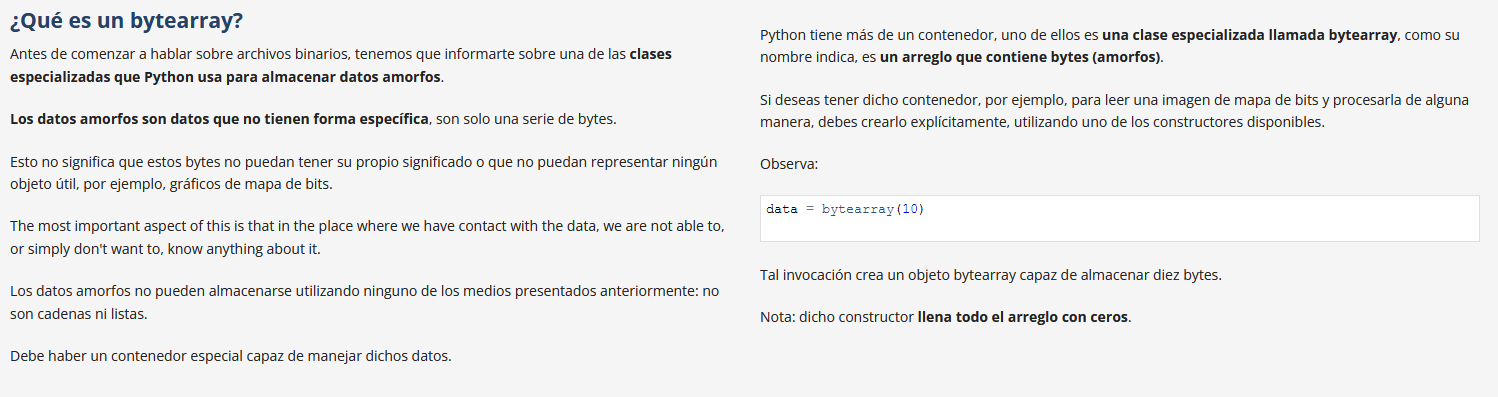 ¿Qué es un bytearray?
Antes de comenzar a hablar sobre archivos binarios, tenemos que informarte sobre una de las clases
especializadas que Python usa para almacenar datos amorfos.
Los datos amorfos son datos que no tienen forma específica, son solo una serie de bytes.
Esto no significa que estos bytes no puedan tener su propio significado o que no puedan representar ningún
objeto útil, por ejemplo, gráficos de mapa de bits.
The most important aspect of this is that in the place where we have contact with the data, we are not able to,
or simply don't want to, know anything about it.
Los datos amorfos no pueden almacenarse utilizando ninguno de los medios presentados anteriormente: no
son cadenas ni listas.
Debe haber un contenedor especial capaz de manejar dichos datos.
Python tiene más de un contenedor, uno de ellos es una clase especializada llamada bytearray, como su
nombre indica, es un arreglo que contiene bytes (amorfos).
Si deseas tener dicho contenedor, por ejemplo, para leer una imagen de mapa de bits y procesarla de alguna
manera, debes crearlo explícitamente, utilizando uno de los constructores disponibles.
Observa:
data = bytearray(10)
Tal invocación crea un objeto bytearray capaz de almacenar diez bytes.
Nota: dicho constructor llena todo el arreglo con ceros.